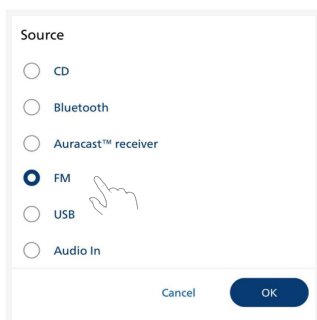 Source
CD
Bluetooth
Auracast™ receiver
FM
USB
Audio In
Cancel OK